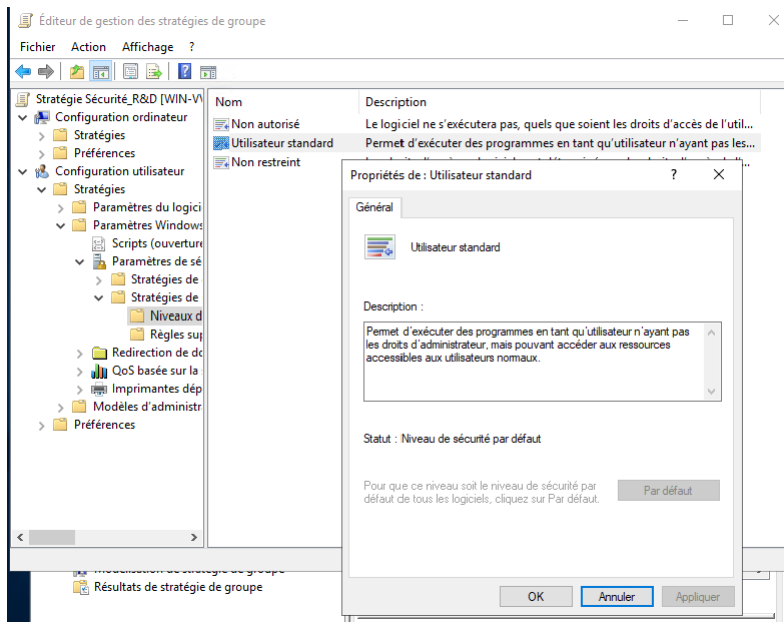 Éditeur de gestion des stratégies de groupe
Fichier Action Affichage ?
Stratégie Sécurité_R&D [WIN-V
Configuration ordinateur
Stratégies
Préférences
Configuration utilisateur
Stratégies
Paramètres du logici
Paramètres Windows
Scripts (ouverture
Paramètres de sé
Stratégies de
Stratégies de
Niveaux d
Règles sup
Redirection de do
QoS basée sur la
Imprimantes dép
Modèles d'administr
Préférences
Nom Description
Non autorisé Le logiciel ne s'exécutera pas, quels que soient les droits d'accès de l'util...
Utilisateur standard Permet d'exécuter des programmes en tant qu'utilisateur n'ayant pas les...
Non restreint
Propriétés de : Utilisateur standard ? ×
Général
Utilisateur standard
Description :
Permet d'exécuter des programmes en tant qu'utilisateur n'ayant pas
les droits d'administrateur, mais pouvant accéder aux ressources
accessibles aux utilisateurs normaux.
Statut : Niveau de sécurité par défaut
Pour que ce niveau soit le niveau de sécurité par
défaut de tous les logiciels, cliquez sur Par défaut.
Par défaut
OK Annuler Appliquer
Résultats de stratégie de groupe